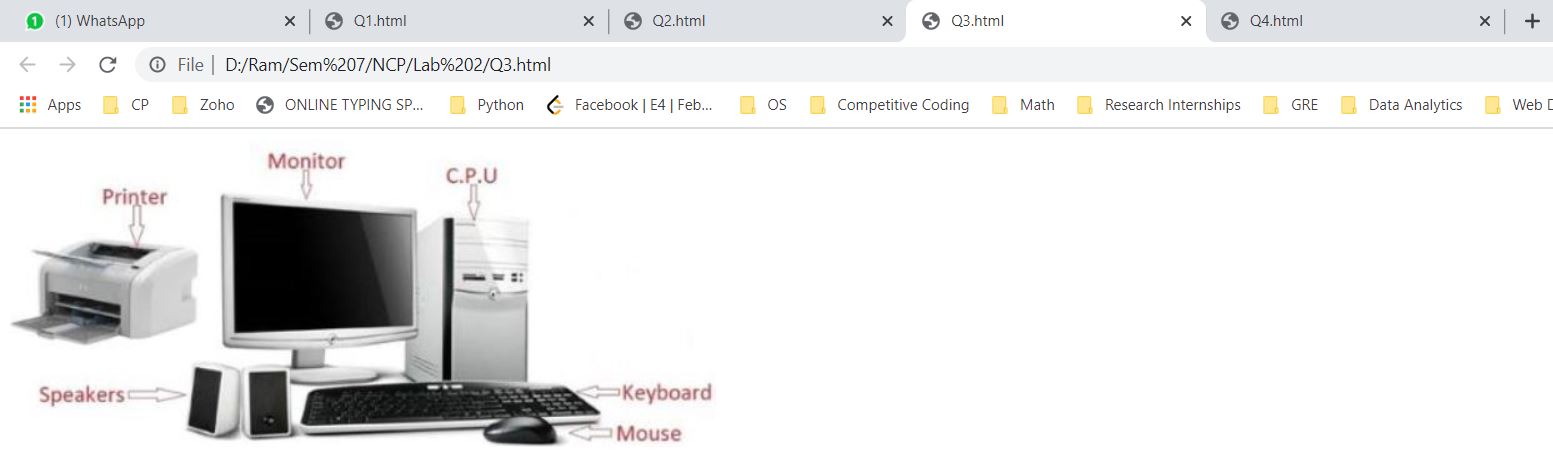 (1) WhatsApp Q1.html Q2.html Q3.html Q4.html
File | D:/Ram/Sem%207/NCP/Lab%202/Q3.html
Apps CP Zoho ONLINE TYPING SP... Python Facebook | E4 | Feb... OS Competitive Coding Math Research Internships GRE Data Analytics Web D
Monitor
C.P.U
Printer
Speakers
Keyboard
Mouse